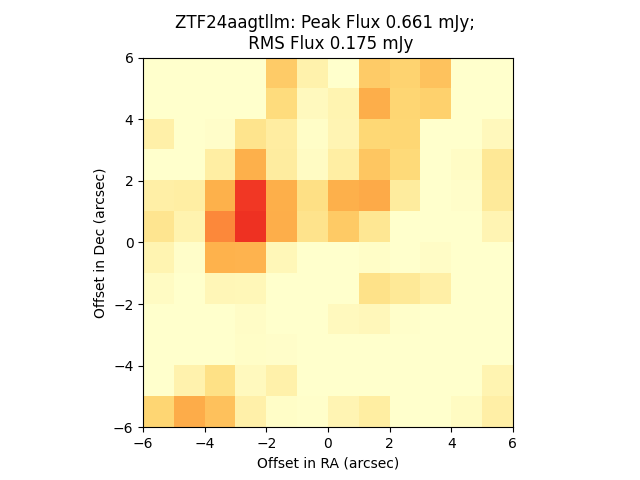 ZTF24aagtllm: Peak Flux 0.661 mJy;
RMS Flux 0.175 mJy
6
4
2
0
−2
−4
−6
Offset in Dec (arcsec)
−6 −4 −2 0 2 4 6
Offset in RA (arcsec)